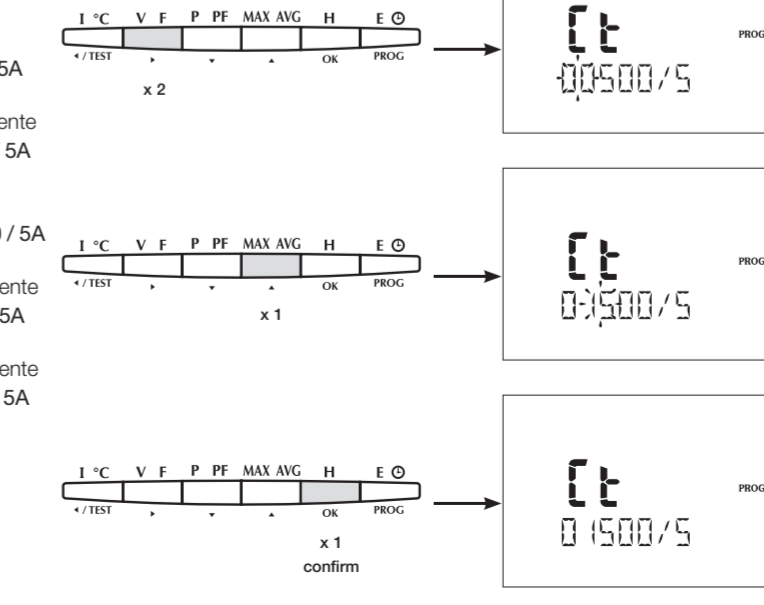 I °C V F P PF MAX AVG H E
/ TEST OK PROG
x 2
Ct PROG
00500/5
5A
ente
/ 5A
0 / 5A
ente
5A
ente
5A
I °C V F P PF MAX AVG H E
/ TEST OK PROG
x 1
Ct PROG
01500/5
I °C V F P PF MAX AVG H E
/ TEST OK PROG
x 1
confirm
Ct PROG
01500/5